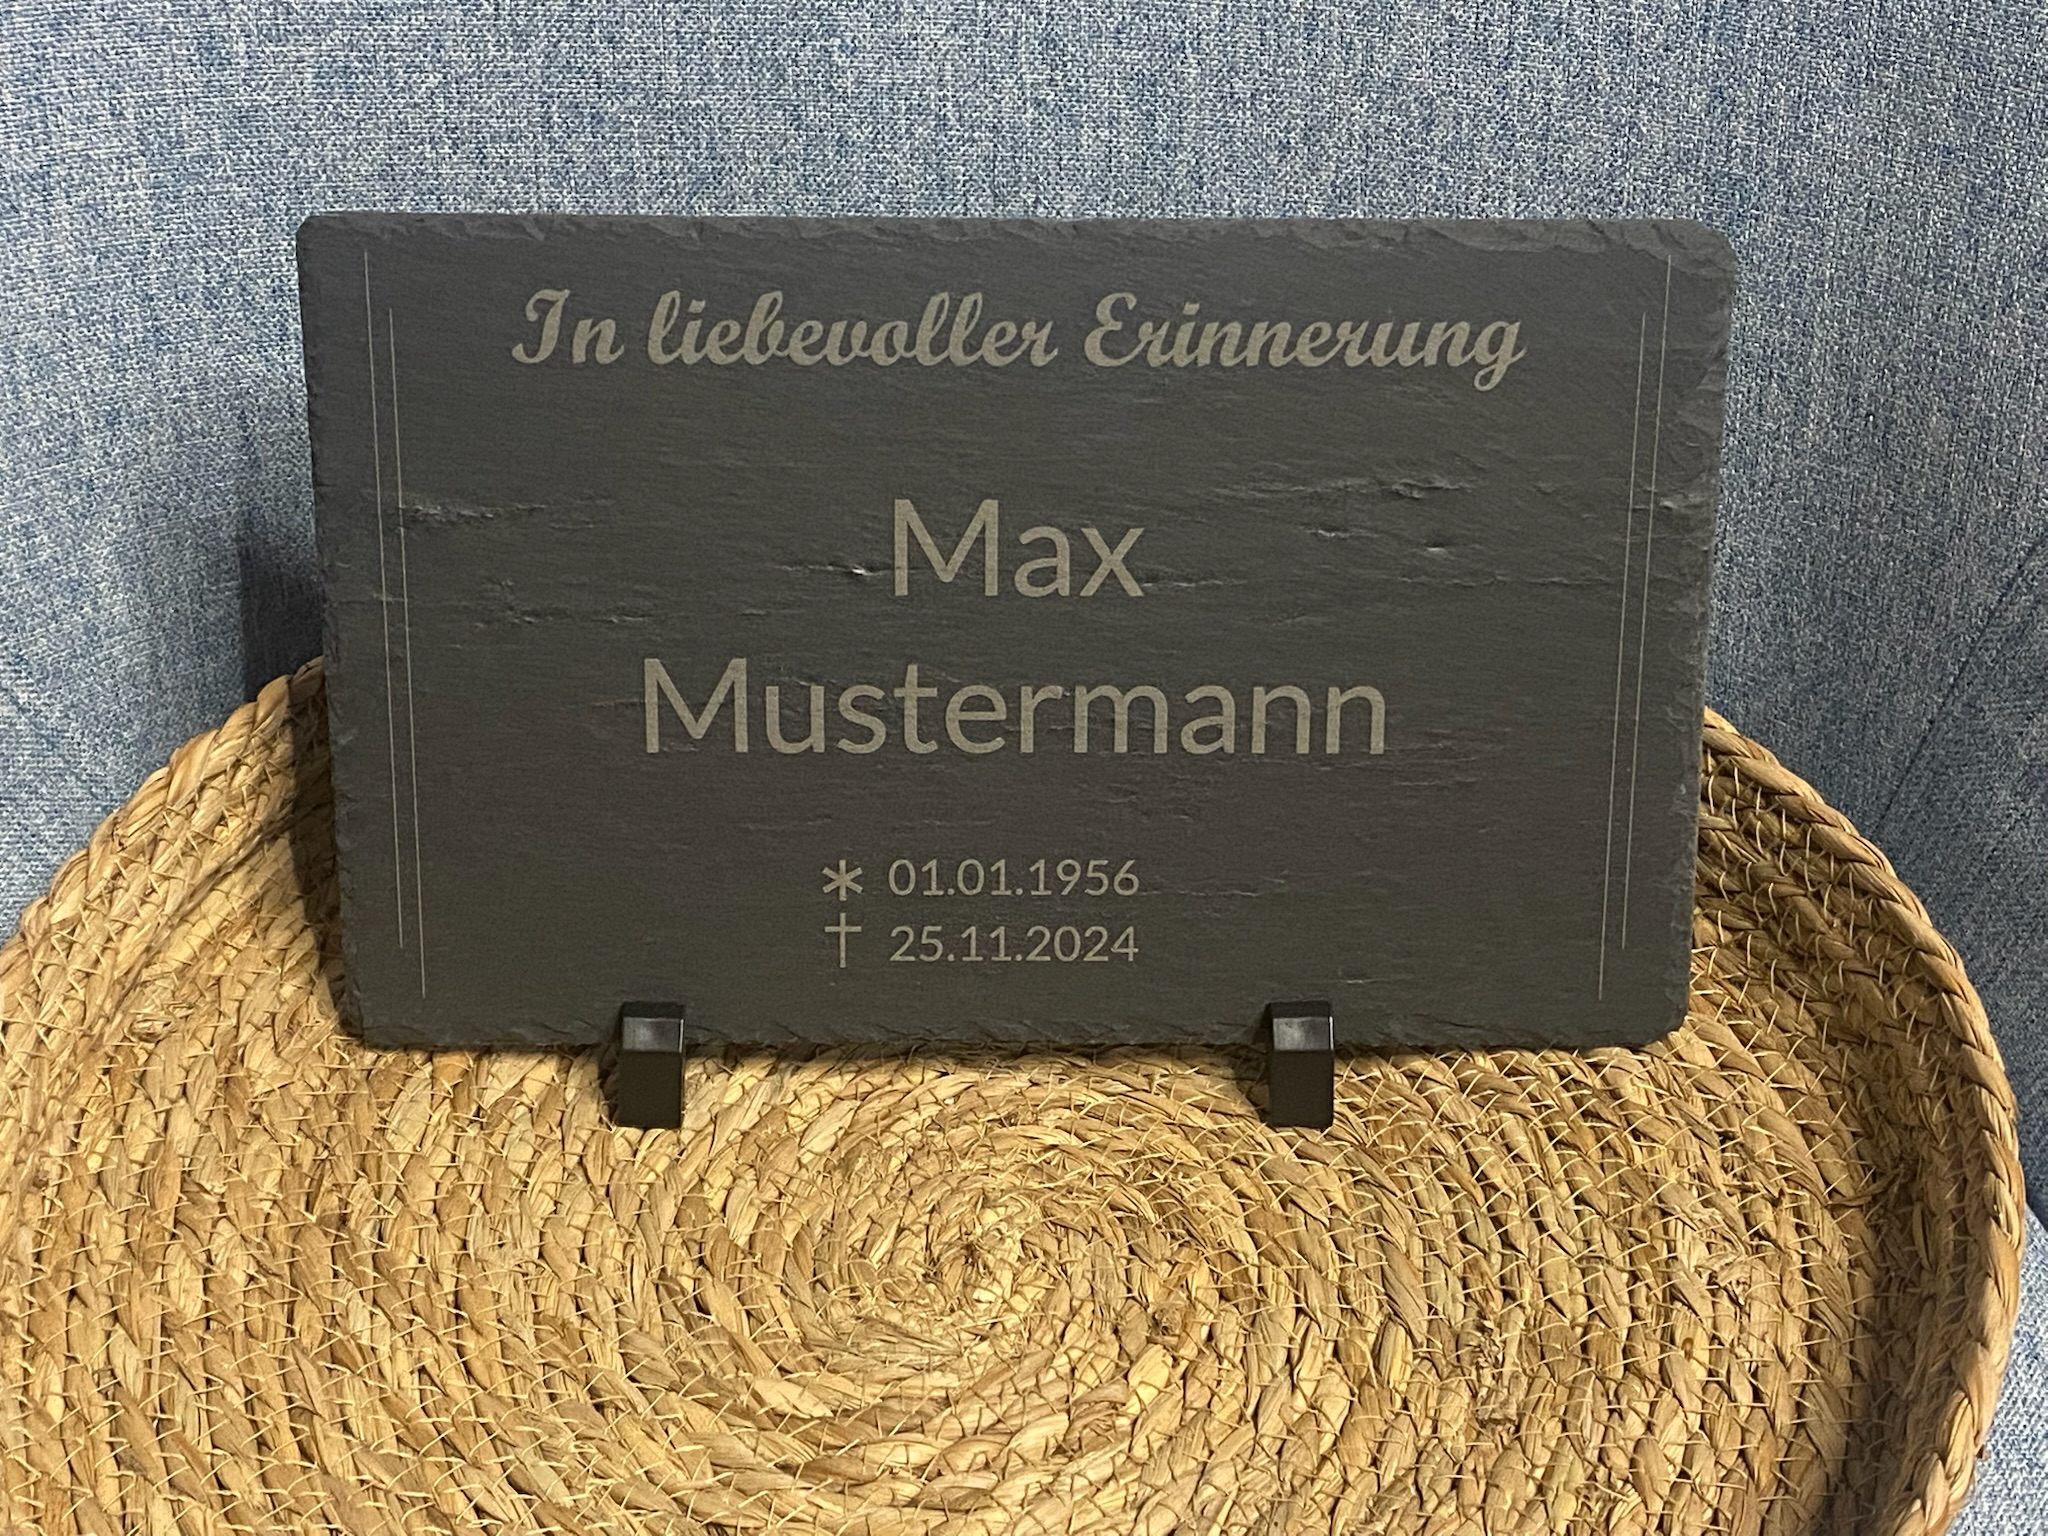 In liebevoller Erinnerung
Max
Mustermann
* 01.01.1956
† 25.11.2024